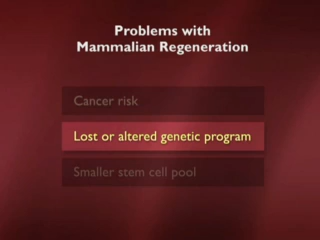 Problems with
Mammalian Regeneration
Cancer risk
Lost or altered genetic program
Smaller stem cell pool